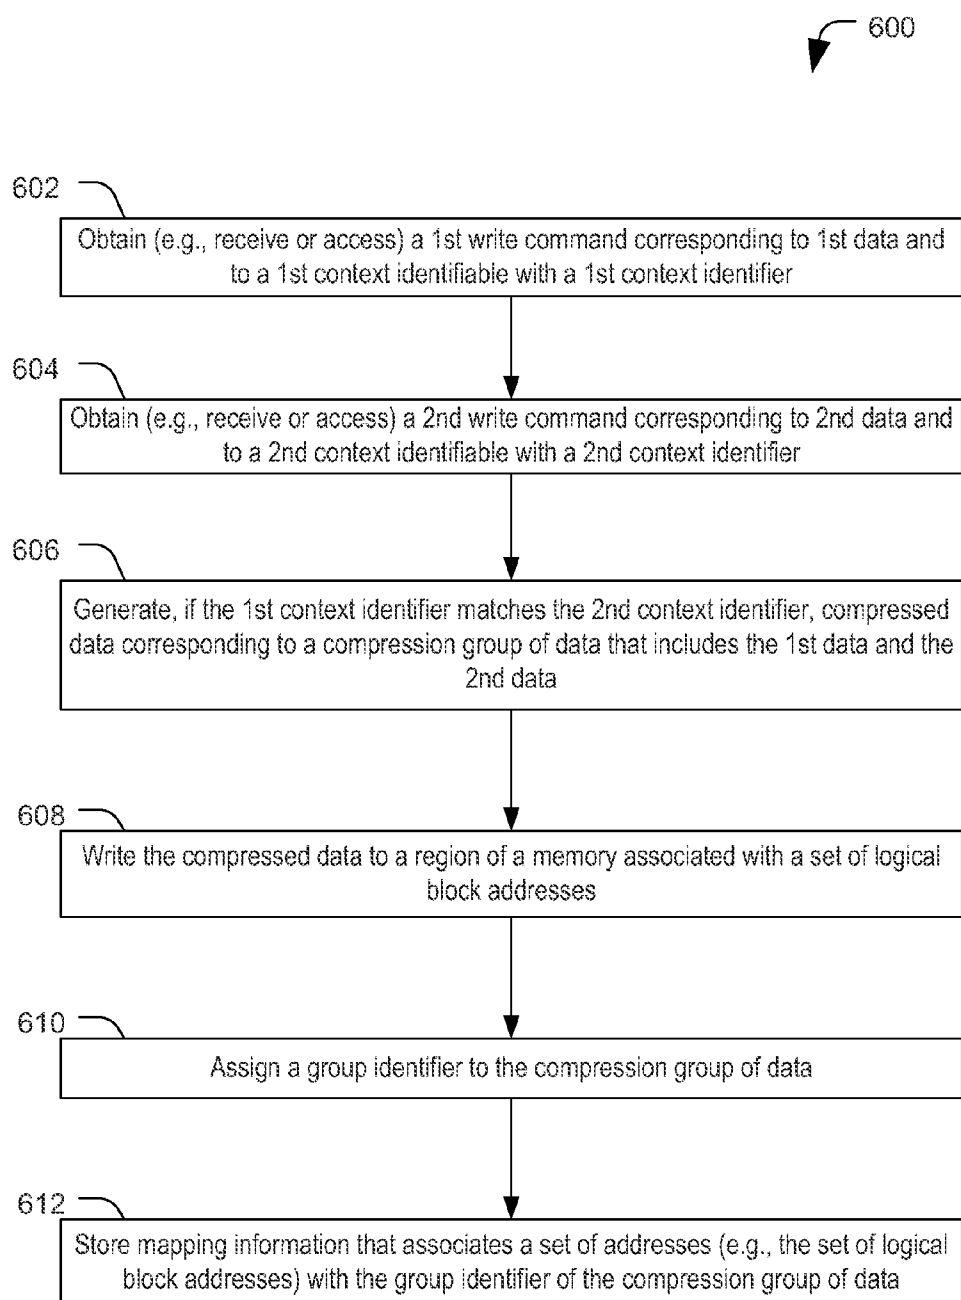 600
602
Obtain (e.g., receive or access) a 1st write command corresponding to 1st data and
to a 1st context identifiable with a 1st context identifier
604
Obtain (e.g., receive or access) a 2nd write command corresponding to 2nd data and
to a 2nd context identifiable with a 2nd context identifier
606
Generate, if the 1st context identifier matches the 2nd context identifier, compressed
data corresponding to a compression group of data that includes the 1st data and the
2nd data
608
Write the compressed data to a region of a memory associated with a set of logical
block addresses
610
Assign a group identifier to the compression group of data
612
Store mapping information that associates a set of addresses (e.g., the set of logical
block addresses) with the group identifier of the compression group of data